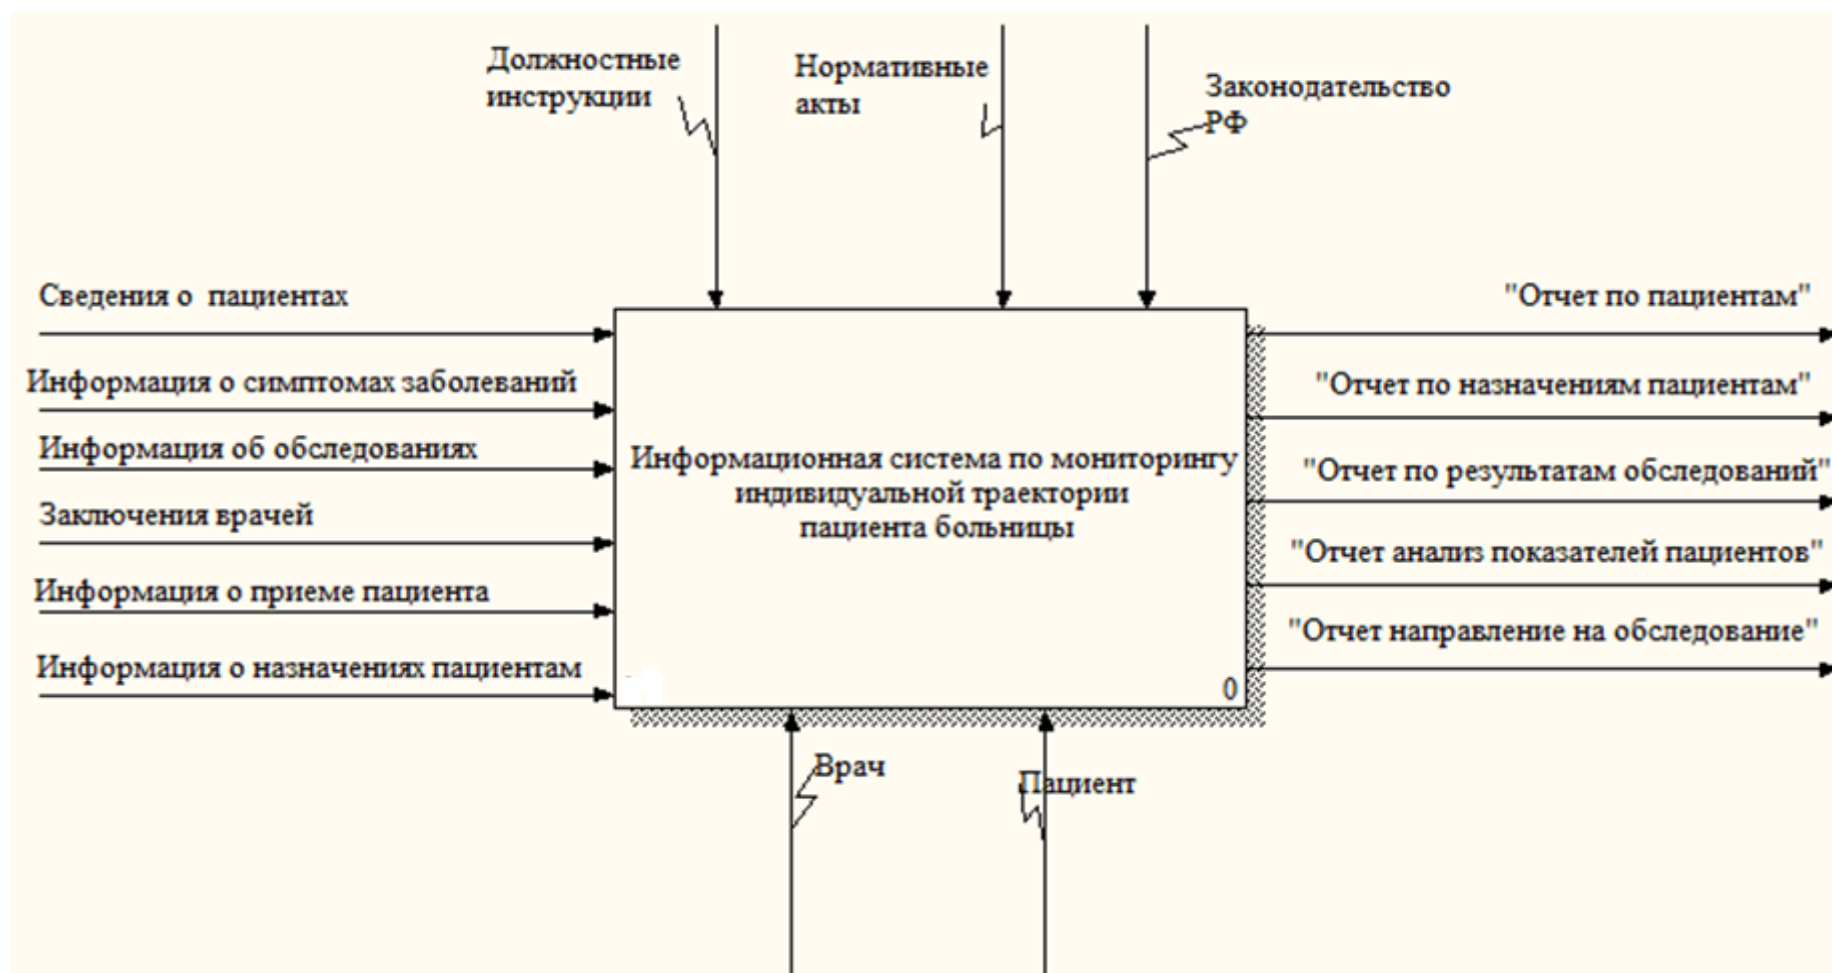 Должностные
инструкции
Нормативные
акты
Законодательство
РФ
Сведения о пациентах
Информация о симптомах заболеваний
Информация об обследованиях
Заключения врачей
Информация о приеме пациента
Информация о назначениях пациентам
Информационная система по мониторингу
индивидуальной траектории
пациента больницы
0
"Отчет по пациентам"
"Отчет по назначениям пациентам"
"Отчет по результатам обследований"
"Отчет анализ показателей пациентов"
"Отчет направление на обследование"
Врач
Пациент